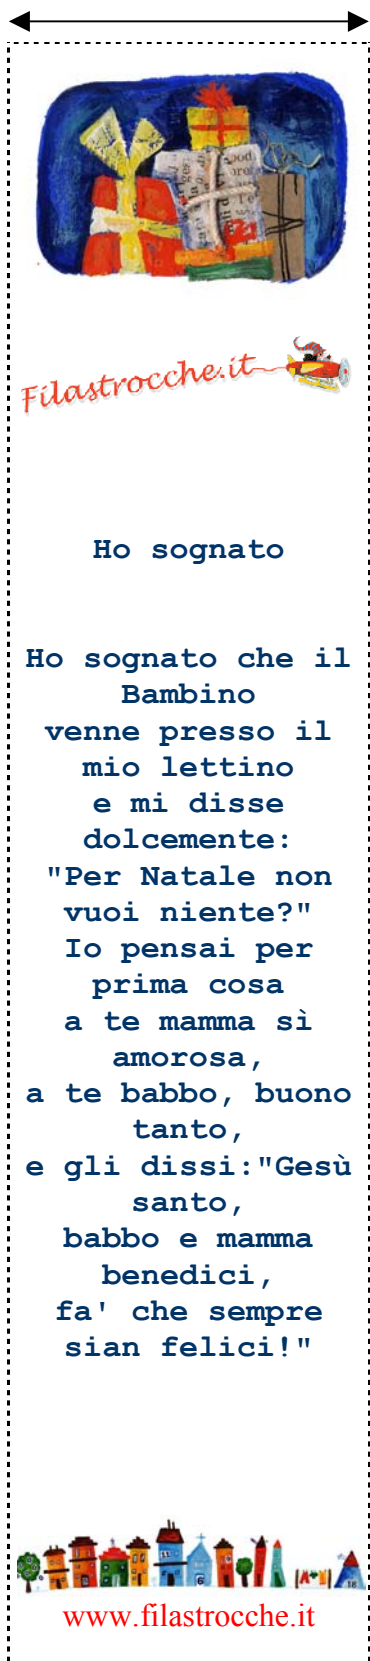 Filastrocche.it
Ho sognato
Ho sognato che il
Bambino
venne presso il
mio lettino
e mi disse
dolcemente:
"Per Natale non
vuoi niente?"
Io pensai per
prima cosa
a te mamma sì
amorosa,
a te babbo, buono
tanto,
e gli dissi:"Gesù
santo,
babbo e mamma
benedici,
fa' che sempre
sian felici!"
www.filastrocche.it